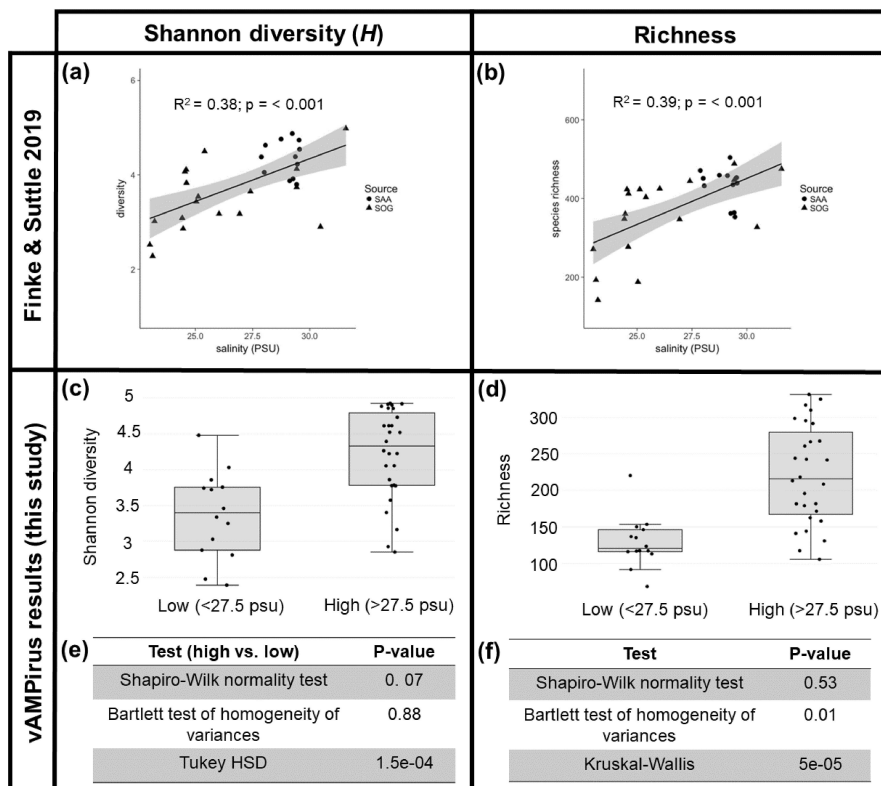 Shannon diversity (H)
Richness
Finke & Suttle 2019
(a)
6
4
2
diversity
R² = 0.38; p = < 0.001
Source
SAA
SOG
25.0 27.5 30.0
salinity (PSU)
(b)
600
400
200
species richness
R² = 0.39; p = < 0.001
Source
SAA
SOG
25.0 27.5 30.0
salinity (PSU)
vAMPirus results (this study)
(c)
5
4.5
4
3.5
3
2.5
Shannon diversity
Low (<27.5 psu) High (>27.5 psu)
(d)
300
250
200
150
100
Richness
Low (<27.5 psu) High (>27.5 psu)
(e)
Test (high vs. low) P-value
Shapiro-Wilk normality test 0. 07
Bartlett test of homogeneity of
variances 0.88
Tukey HSD 1.5e-04
(f)
Test P-value
Shapiro-Wilk normality test 0.53
Bartlett test of homogeneity of
variances 0.01
Kruskal-Wallis 5e-05